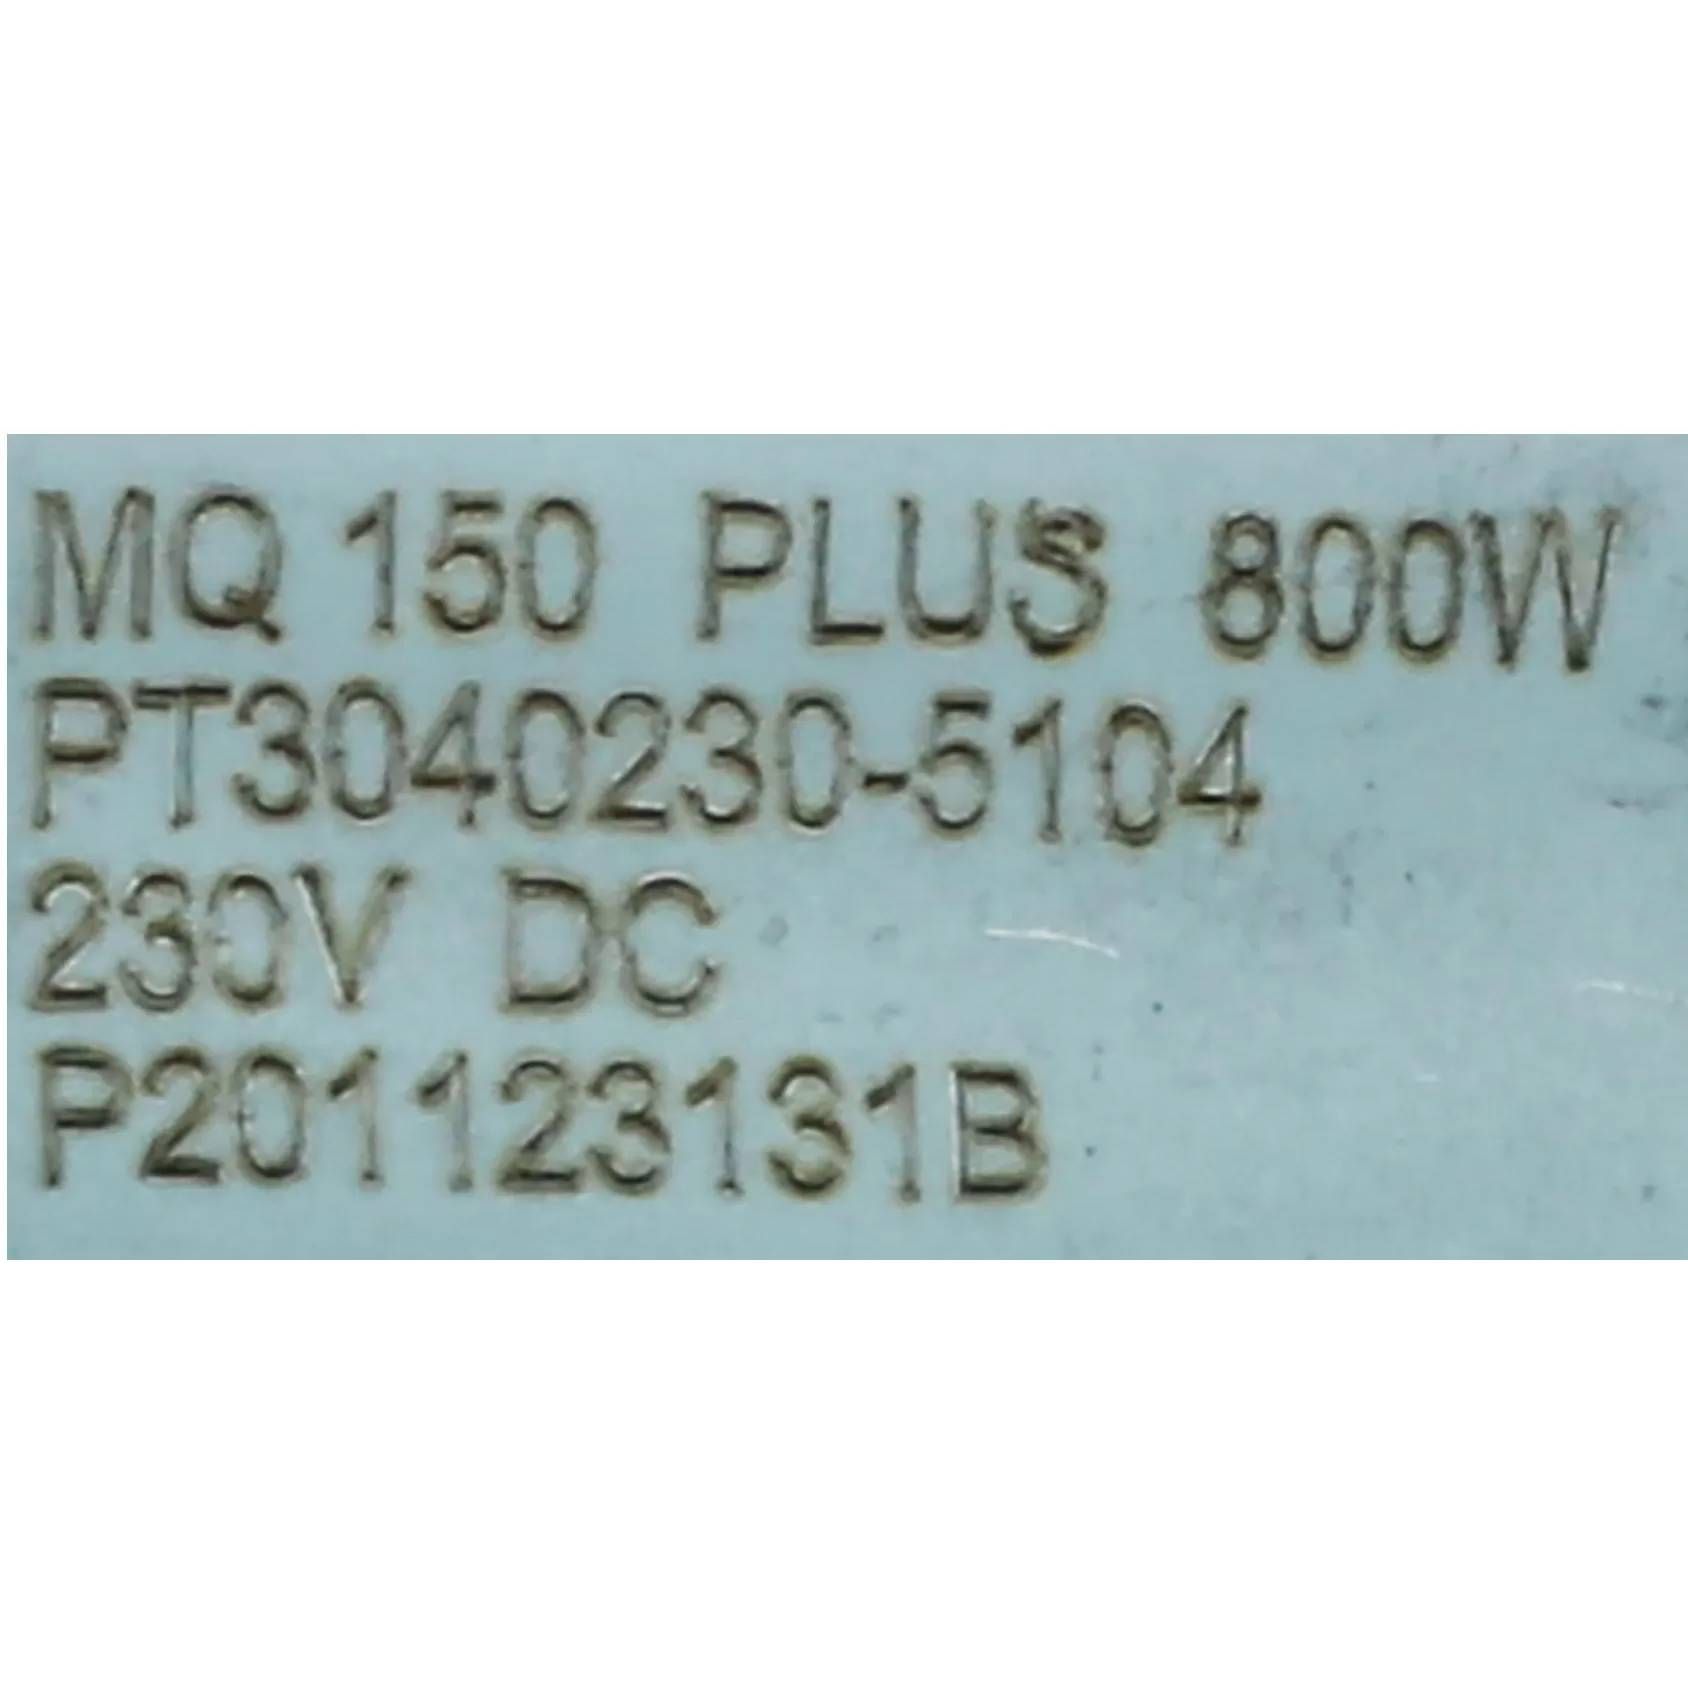 MQ 150 PLUS 800W
PT3040230-5104
230V DC
P201123131B